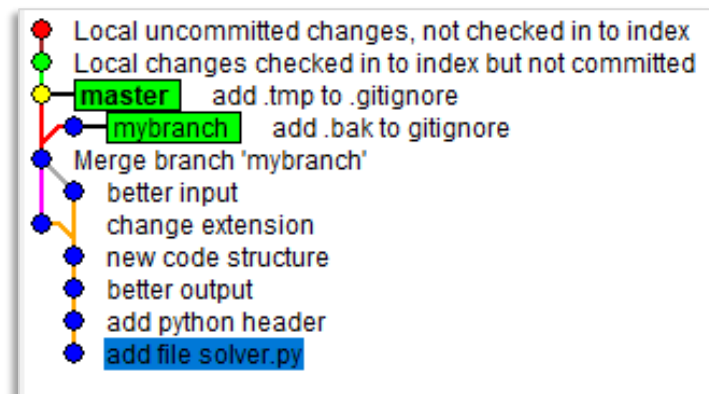 Local uncommitted changes, not checked in to index
Local changes checked in to index but not committed
master add .tmp to .gitignore
mybranch add .bak to gitignore
Merge branch 'mybranch'
better input
change extension
new code structure
better output
add python header
add file solver.py